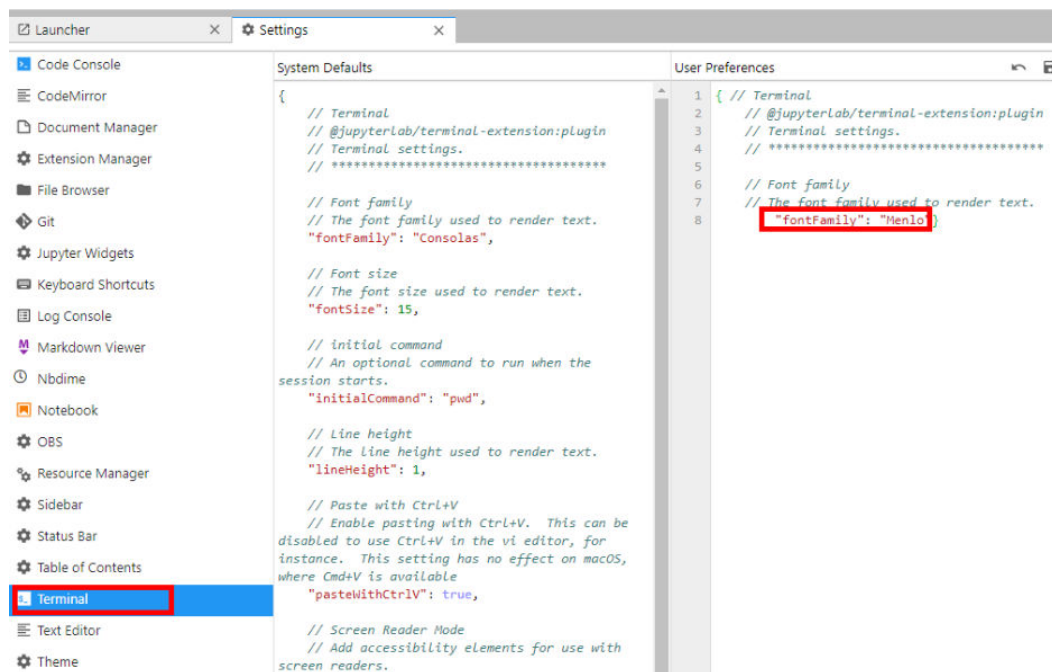 Launcher
Settings
Code Console
CodeMirror
Document Manager
Extension Manager
File Browser
Git
Jupyter Widgets
Keyboard Shortcuts
Log Console
Markdown Viewer
Nbdime
Notebook
OBS
Resource Manager
Sidebar
Status Bar
Table of Contents
Terminal
Text Editor
Theme
System Defaults
{
// Terminal
// @jupyterlab/terminal-extension:plugin
// Terminal settings.
// *************************************
// Font family
// The font family used to render text.
"fontFamily": "Consolas",
// Font size
// The font size used to render text.
"fontSize": 15,
// initial command
// An optional command to run when the
session starts.
"initialCommand": "pwd",
// Line height
// The line height used to render text.
"lineHeight": 1,
// Paste with Ctrl+V
// Enable pasting with Ctrl+V.  This can be
disabled to use Ctrl+V in the vi editor, for
instance.  This setting has no effect on macOS,
where Cmd+V is available
"pasteWithCtrlV": true,
// Screen Reader Mode
// Add accessibility elements for use with
screen readers.
User Preferences
1 { // Terminal
2 // @jupyterlab/terminal-extension:plugin
3 // Terminal settings.
4 // *************************************
5
6 // Font family
7 // The font family used to render text.
8 "fontFamily": "Menlo"}